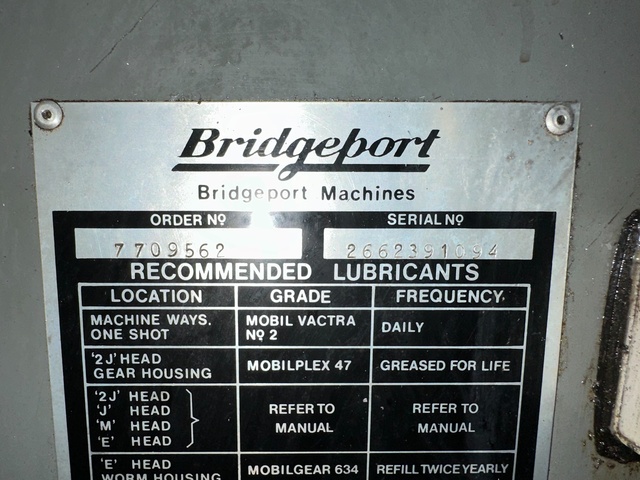 Bridgeport
Bridgeport Machines
ORDER Nº SERIAL Nº
7709562 2662391094
RECOMMENDED LUBRICANTS
LOCATION GRADE FREQUENCY
MACHINE WAYS. MOBIL VACTRA DAILY
ONE SHOT Nº 2
'2J' HEAD MOBILPLEX 47 GREASED FOR LIFE
GEAR HOUSING
'2J' HEAD
'J' HEAD REFER TO REFER TO
'M' HEAD MANUAL MANUAL
'E' HEAD
'E' HEAD MOBILGEAR 634 REFILL TWICE YEARLY
WORM HOUSING